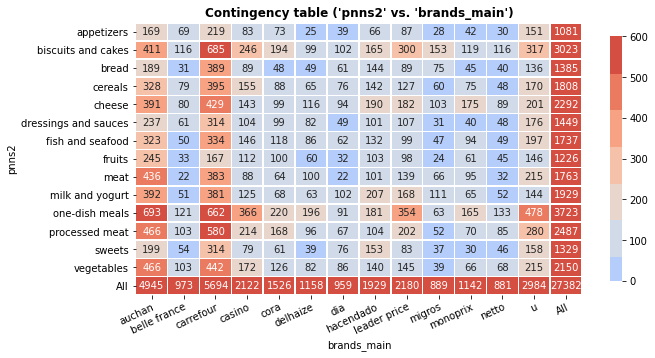 Contingency table ('pnns2' vs. 'brands_main')
pnns2
appetizers 169 69 219 83 73 25 39 66 87 28 42 30 151 1081
biscuits and cakes 411 116 685 246 194 99 102 165 300 153 119 116 317 3023
bread 189 31 389 89 48 49 61 144 89 75 45 40 136 1385
cereals 328 79 395 155 88 65 76 142 127 60 75 48 170 1808
cheese 391 80 429 143 99 116 94 190 182 103 175 89 201 2292
dressings and sauces 237 61 314 104 99 82 49 101 107 31 40 48 176 1449
fish and seafood 323 50 334 146 118 86 62 132 99 47 94 49 197 1737
fruits 245 33 167 112 100 60 32 103 98 24 61 45 146 1226
meat 436 22 383 88 64 100 22 101 139 66 95 32 215 1763
milk and yogurt 392 51 381 125 68 63 102 207 168 111 65 52 144 1929
one-dish meals 693 121 662 366 220 196 91 181 354 63 165 133 478 3723
processed meat 466 103 580 214 168 96 67 104 202 52 70 85 280 2487
sweets 199 54 314 79 61 39 76 153 83 37 30 46 158 1329
vegetables 466 103 442 172 126 82 86 140 145 39 66 68 215 2150
All 4945 973 5694 2122 1526 1158 959 1929 2180 889 1142 881 2984 27382
auchan belle france carrefour casino cora delhaize dia hacendado leader price migros monoprix netto u All
brands_main
600
500
400
300
200
100
0